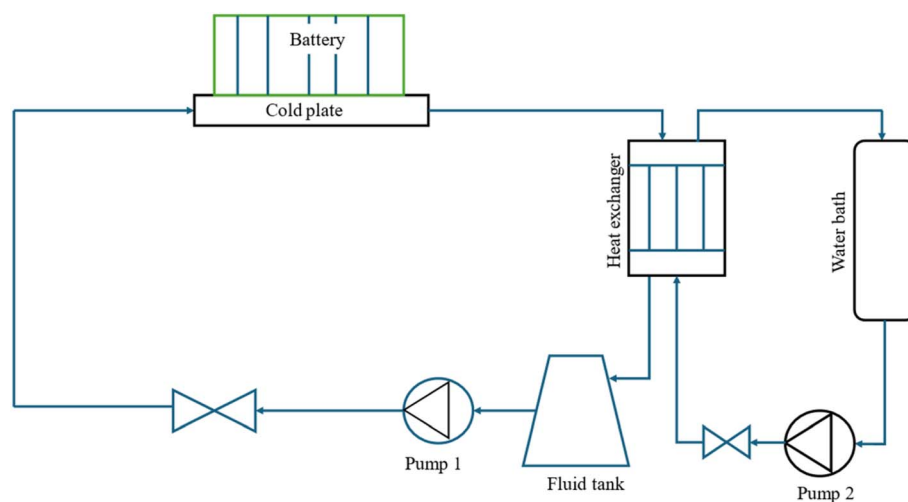 Battery
Cold plate
Heat exchanger
Water bath
Pump 1
Fluid tank
Pump 2